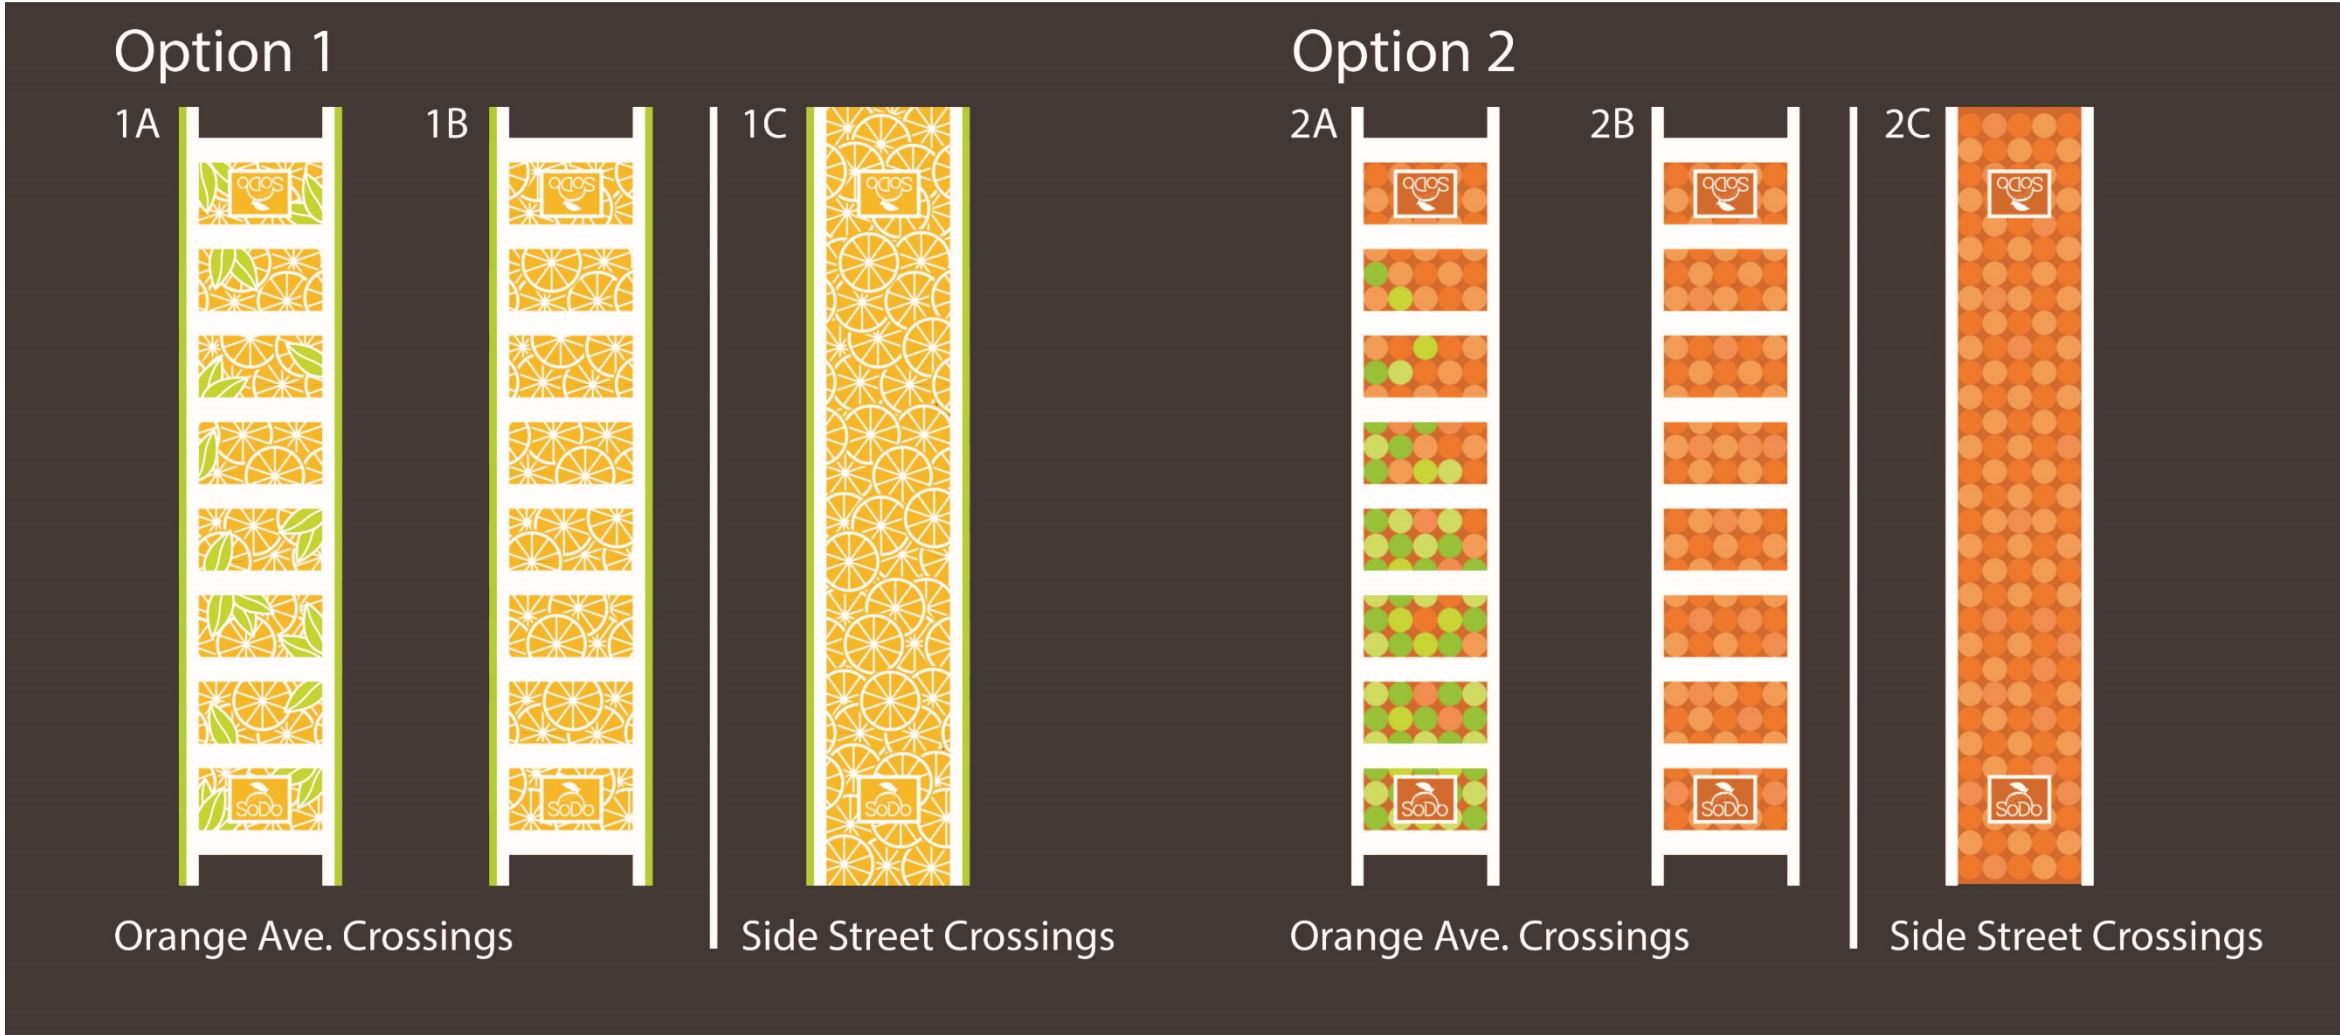 Option 1
1A
SoDo
SoDo
1B
SoDo
SoDo
1C
SoDo
SoDo
Orange Ave. Crossings
Side Street Crossings
Option 2
2A
SoDo
SoDo
2B
SoDo
SoDo
2C
SoDo
SoDo
Orange Ave. Crossings
Side Street Crossings